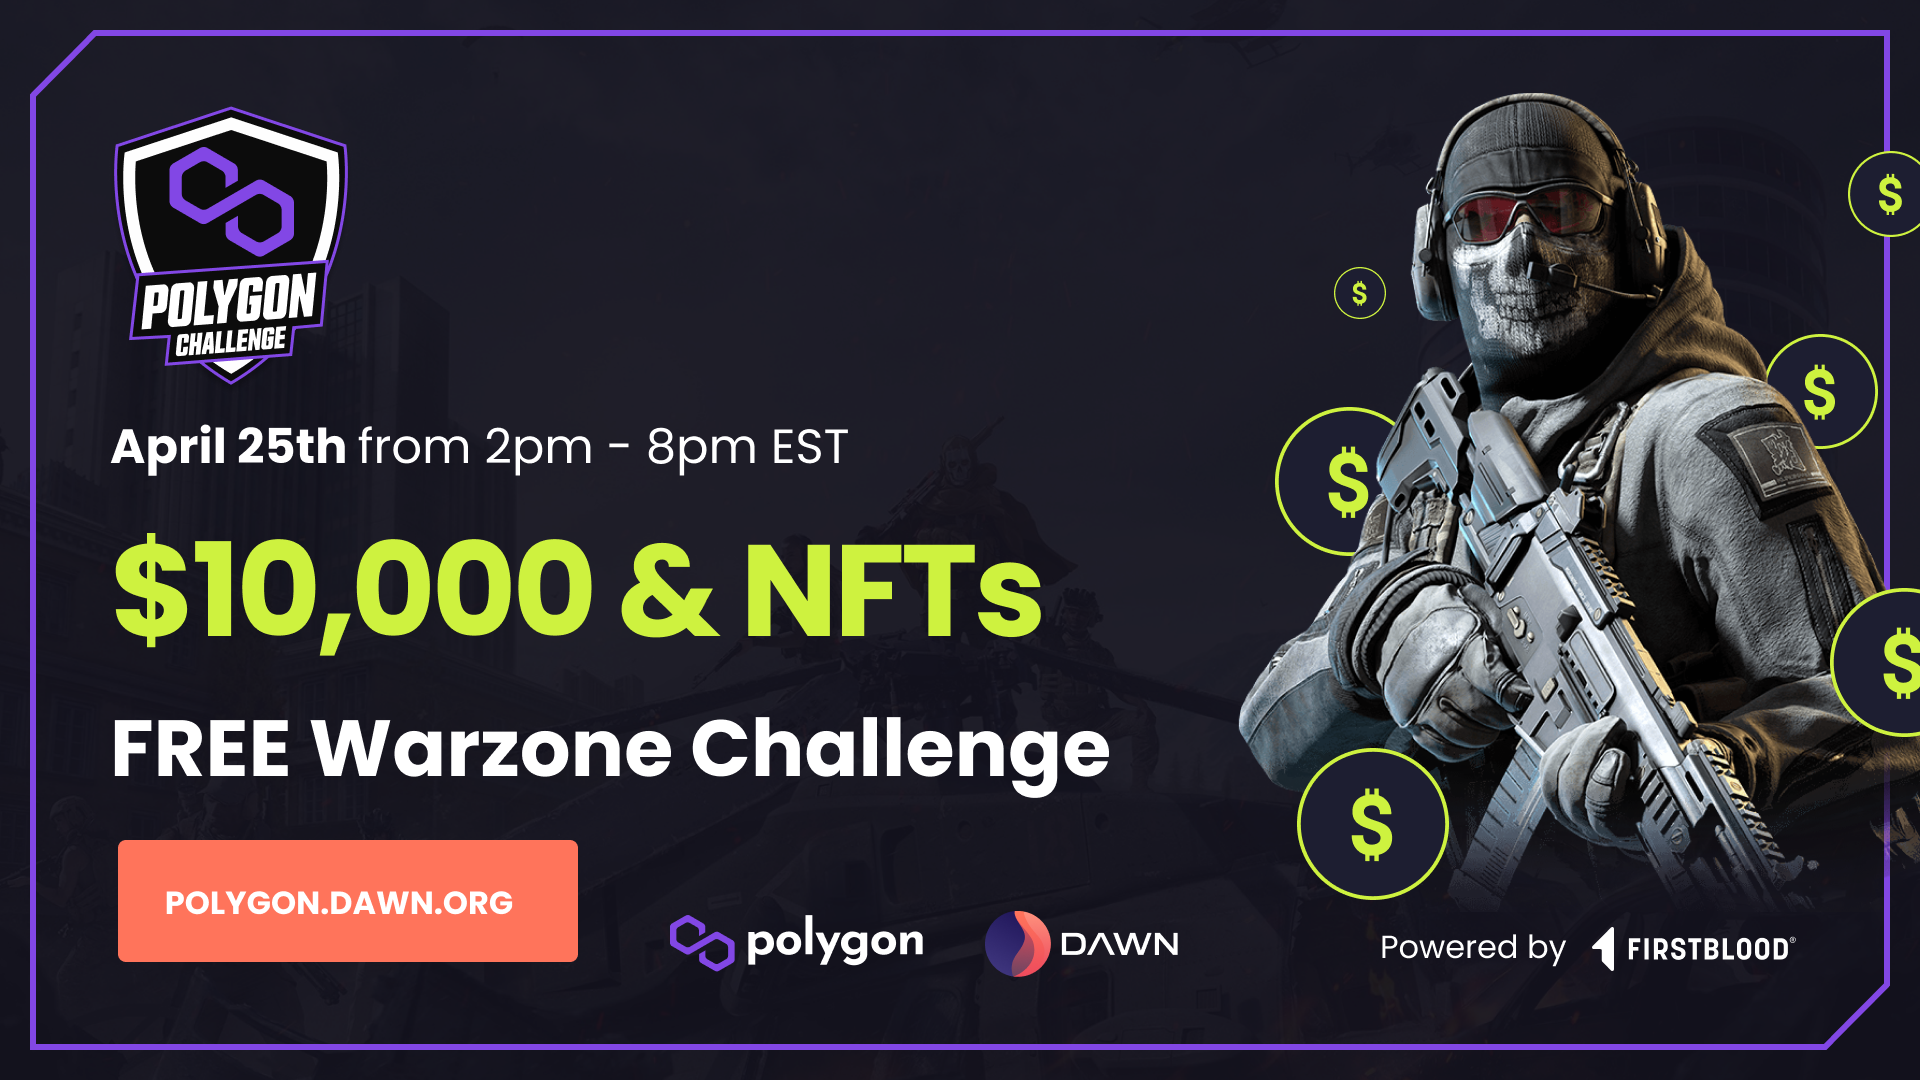 POLYGON
CHALLENGE
April 25th from 2pm - 8pm EST
$10,000 & NFTs
FREE Warzone Challenge
POLYGON.DAWN.ORG
polygon
DAWN
Powered by FIRSTBLOOD®
$
$
$
$
$
$